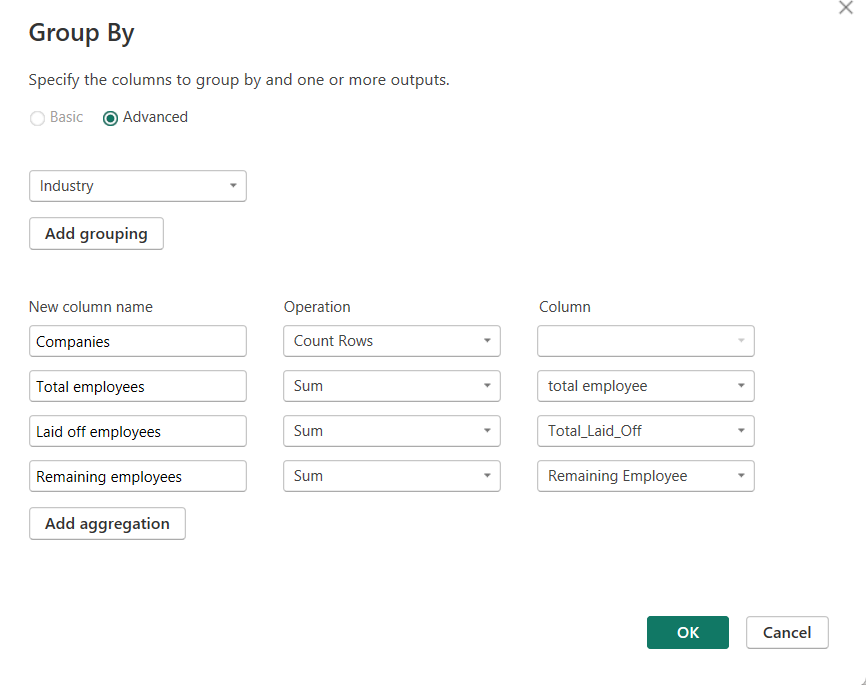 Group By
Specify the columns to group by and one or more outputs.
Basic Advanced
Industry
Add grouping
New column name Operation Column
Companies Count Rows
Total employees Sum total employee
Laid off employees Sum Total_Laid_Off
Remaining employees Sum Remaining Employee
Add aggregation
OK Cancel